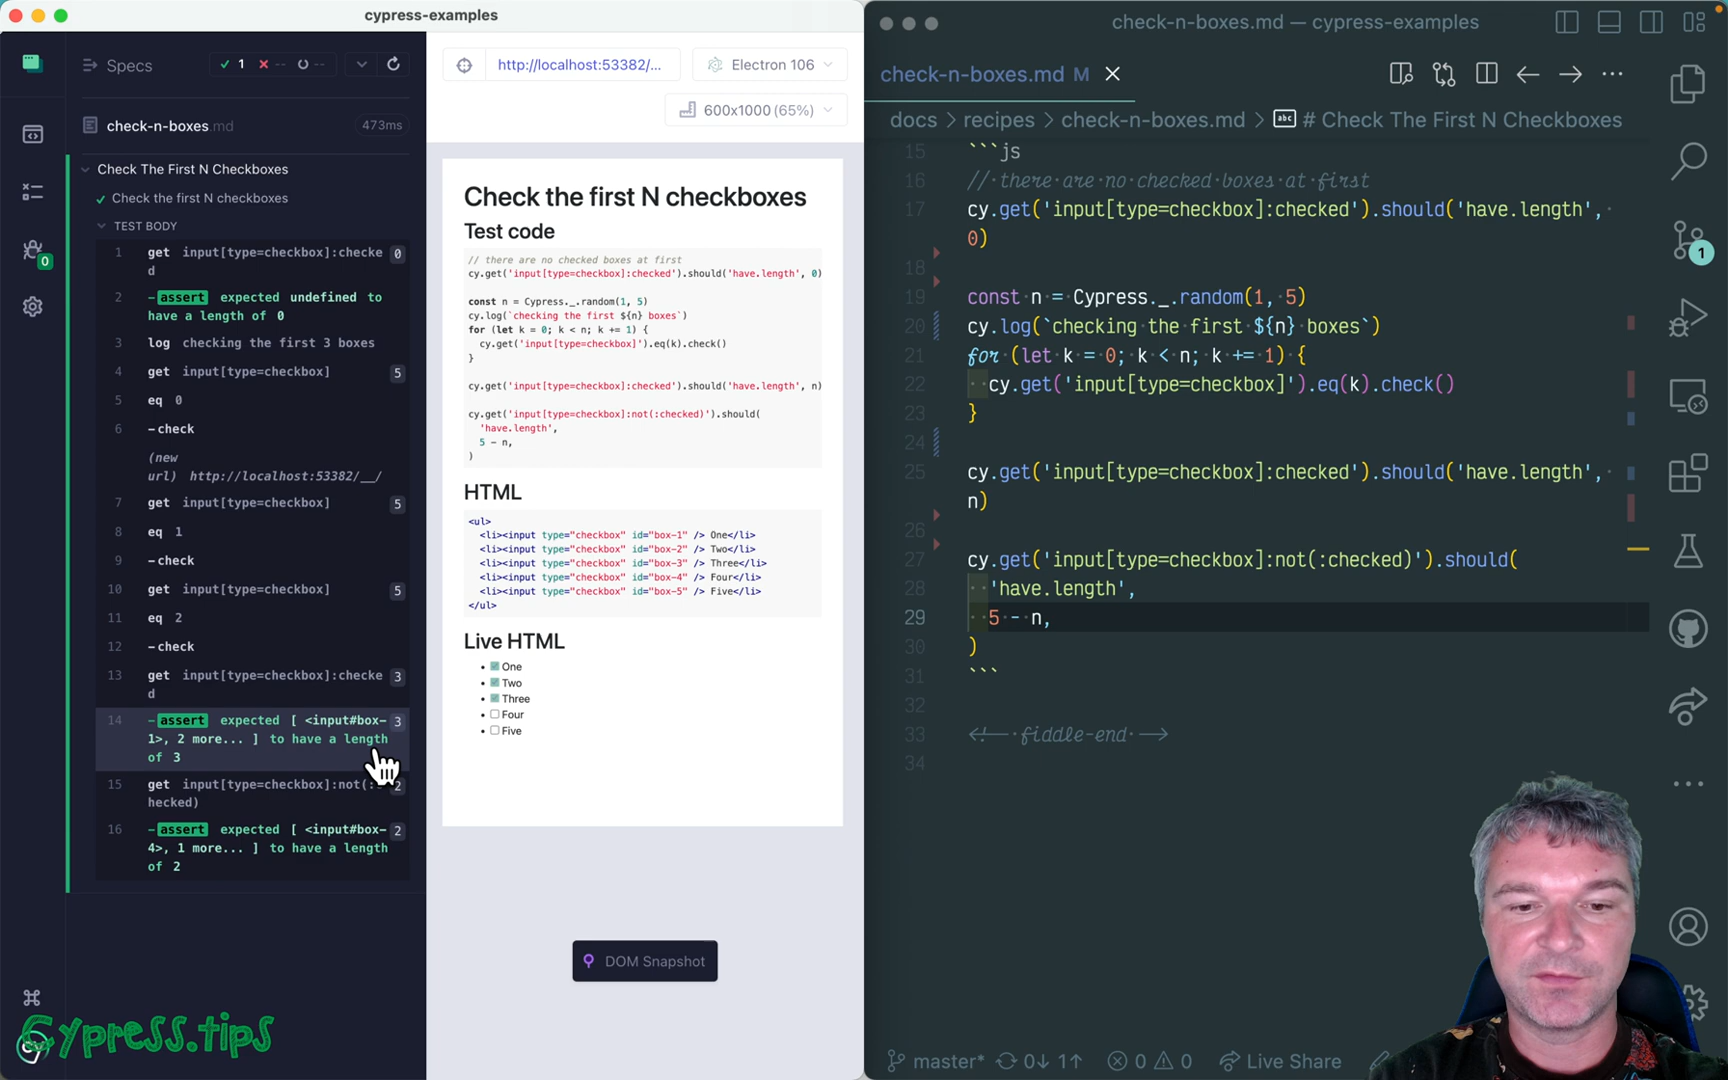 cypress-examples
Specs
1
--
--
check-n-boxes.md
473ms
Check The First N Checkboxes
Check the first N checkboxes
TEST BODY
1 get input[type=checkbox]:checke 0
d
2 -assert expected undefined to
have a length of 0
3 log checking the first 3 boxes
4 get input[type=checkbox] 5
5 eq 0
6 -check
(new
url) http://localhost:53382/__/
7 get input[type=checkbox] 5
8 eq 1
9 -check
10 get input[type=checkbox] 5
11 eq 2
12 -check
13 get input[type=checkbox]:checke 3
d
14 -assert expected [ <input#box- 3
1>, 2 more... ] to have a length
of 3
15 get input[type=checkbox]:not(: 2
hecked)
16 -assert expected [ <input#box- 2
4>, 1 more... ] to have a length
of 2
0
Cypress.tips
cy
http://localhost:53382/...
Electron 106
600x1000 (65%)
Check the first N checkboxes
Test code
// there are no checked boxes at first
cy.get('input[type=checkbox]:checked').should('have.length', 0)
const n = Cypress._.random(1, 5)
cy.log(`checking the first ${n} boxes`)
for (let k = 0; k < n; k += 1) {
cy.get('input[type=checkbox]').eq(k).check()
}
cy.get('input[type=checkbox]:checked').should('have.length', n)
cy.get('input[type=checkbox]:not(:checked)').should(
'have.length',
5 - n,
)
HTML
<ul>
<li><input type="checkbox" id="box-1" /> One</li>
<li><input type="checkbox" id="box-2" /> Two</li>
<li><input type="checkbox" id="box-3" /> Three</li>
<li><input type="checkbox" id="box-4" /> Four</li>
<li><input type="checkbox" id="box-5" /> Five</li>
</ul>
Live HTML
One
Two
Three
Four
Five
DOM Snapshot
check-n-boxes.md — cypress-examples
check-n-boxes.md M
docs > recipes > check-n-boxes.md > abc # Check The First N Checkboxes
15 ```js
16 // there are no checked boxes at first
17 cy.get('input[type=checkbox]:checked').should('have.length',
0)
18
19 const n = Cypress._.random(1, 5)
20 cy.log(`checking the first ${n} boxes`)
21 for (let k = 0; k < n; k += 1) {
22 cy.get('input[type=checkbox]').eq(k).check()
23 }
24
25 cy.get('input[type=checkbox]:checked').should('have.length',
n)
26
27 cy.get('input[type=checkbox]:not(:checked)').should(
28 'have.length',
29 5 - n,
30 )
31 ```
32
33 <!-- fiddle-end -->
34
1
master* 0↓ 1↑ 0 0 Live Share